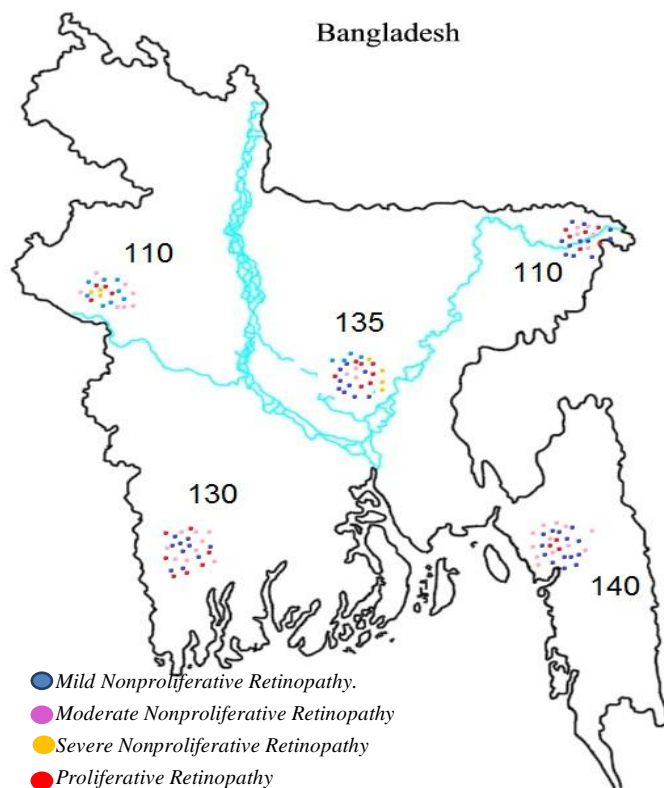 Bangladesh
110
110
135
130
140
Mild Nonproliferative Retinopathy.
Moderate Nonproliferative Retinopathy
Severe Nonproliferative Retinopathy
Proliferative Retinopathy